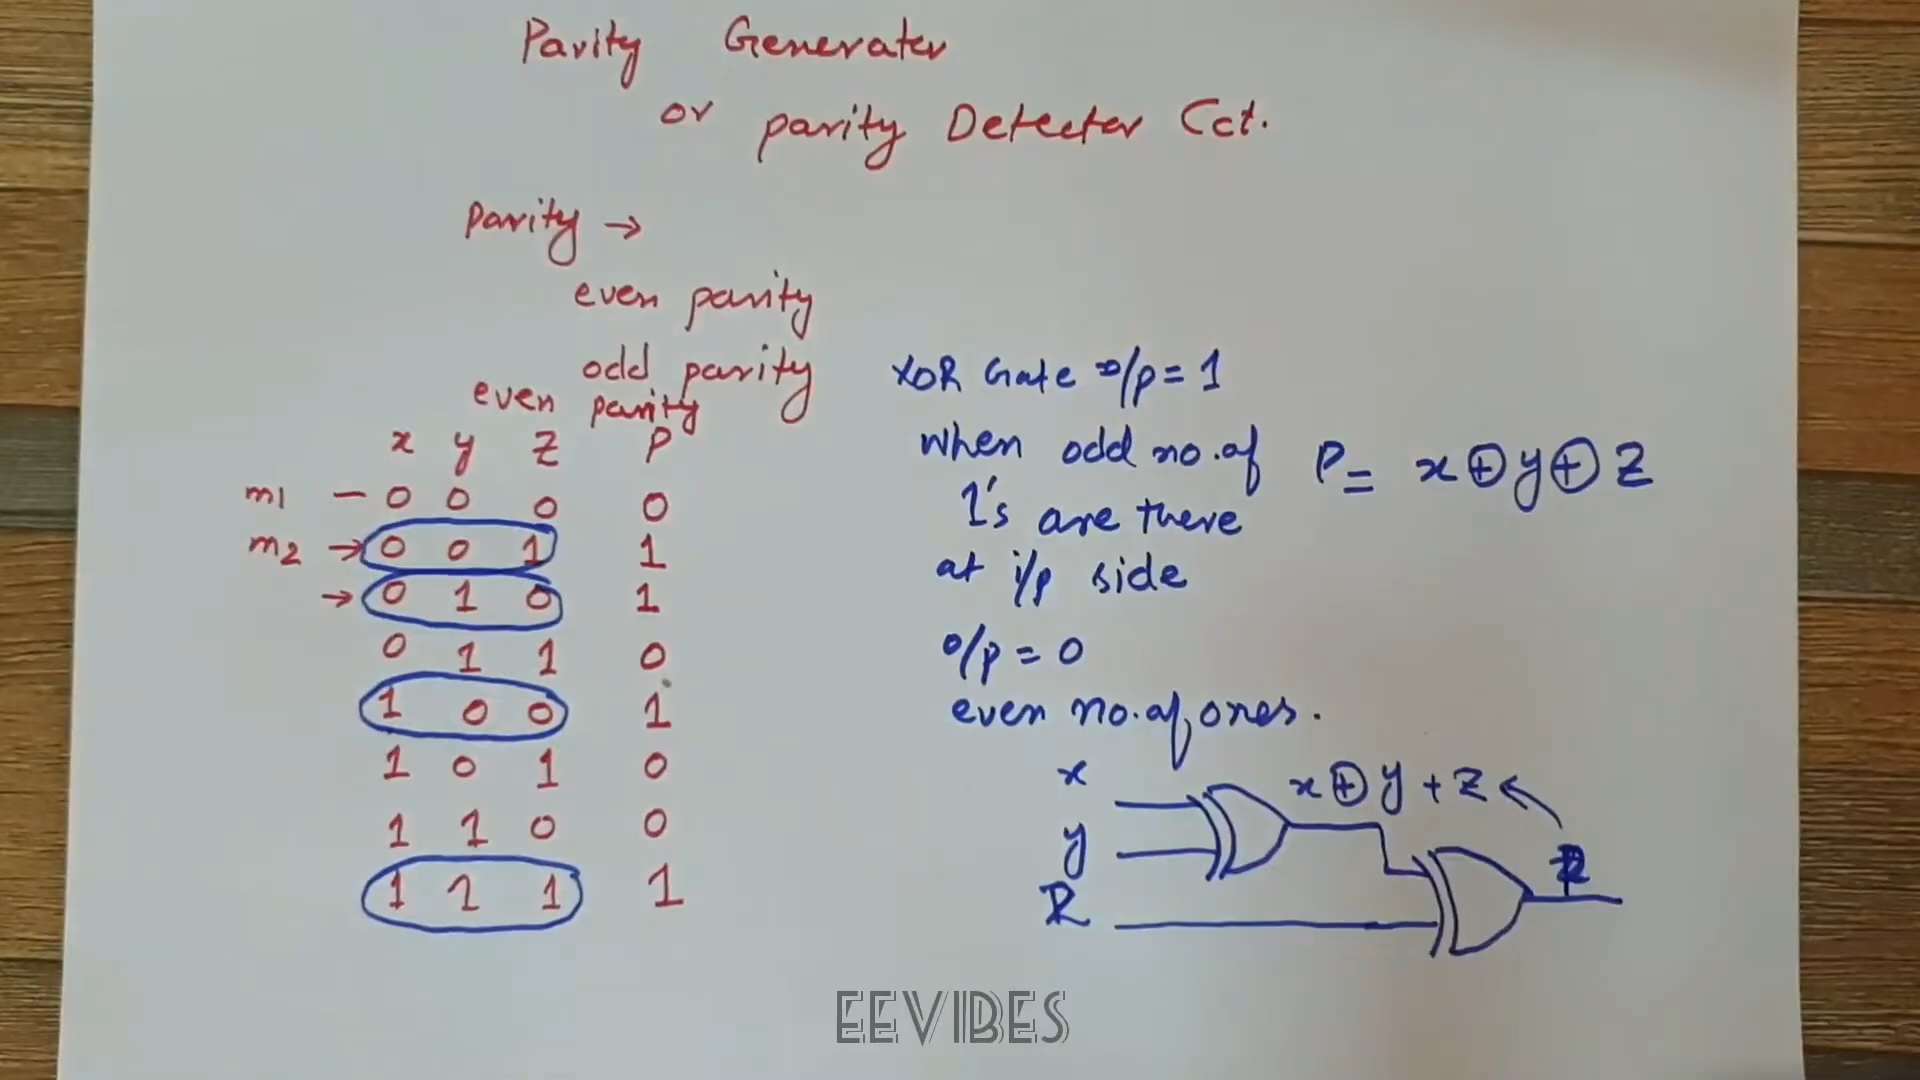 Parity Generater
or parity Detecter Cct.
parity →
even parity
odd parity
even parity
x y z P
m1 — 0 0 0 0
m2 → 0 0 1 1
→ 0 1 0 1
0 1 1 0
1 0 0 1
1 0 1 0
1 1 0 0
1 1 1 1
XOR Gate o/p = 1
when odd no. of
1's are there
at i/p side
o/p = 0
even no. of ones.
P = x ⊕ y ⊕ z
x
y
x ⊕ y + z ←
EEVIBES